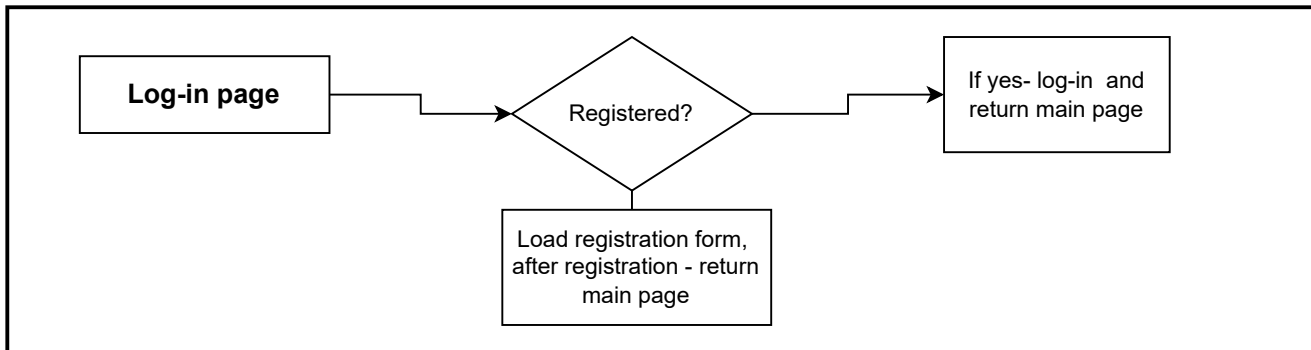 Log-in page
Registered?
If yes- log-in  and
return main page
Load registration form,
after registration - return
main page